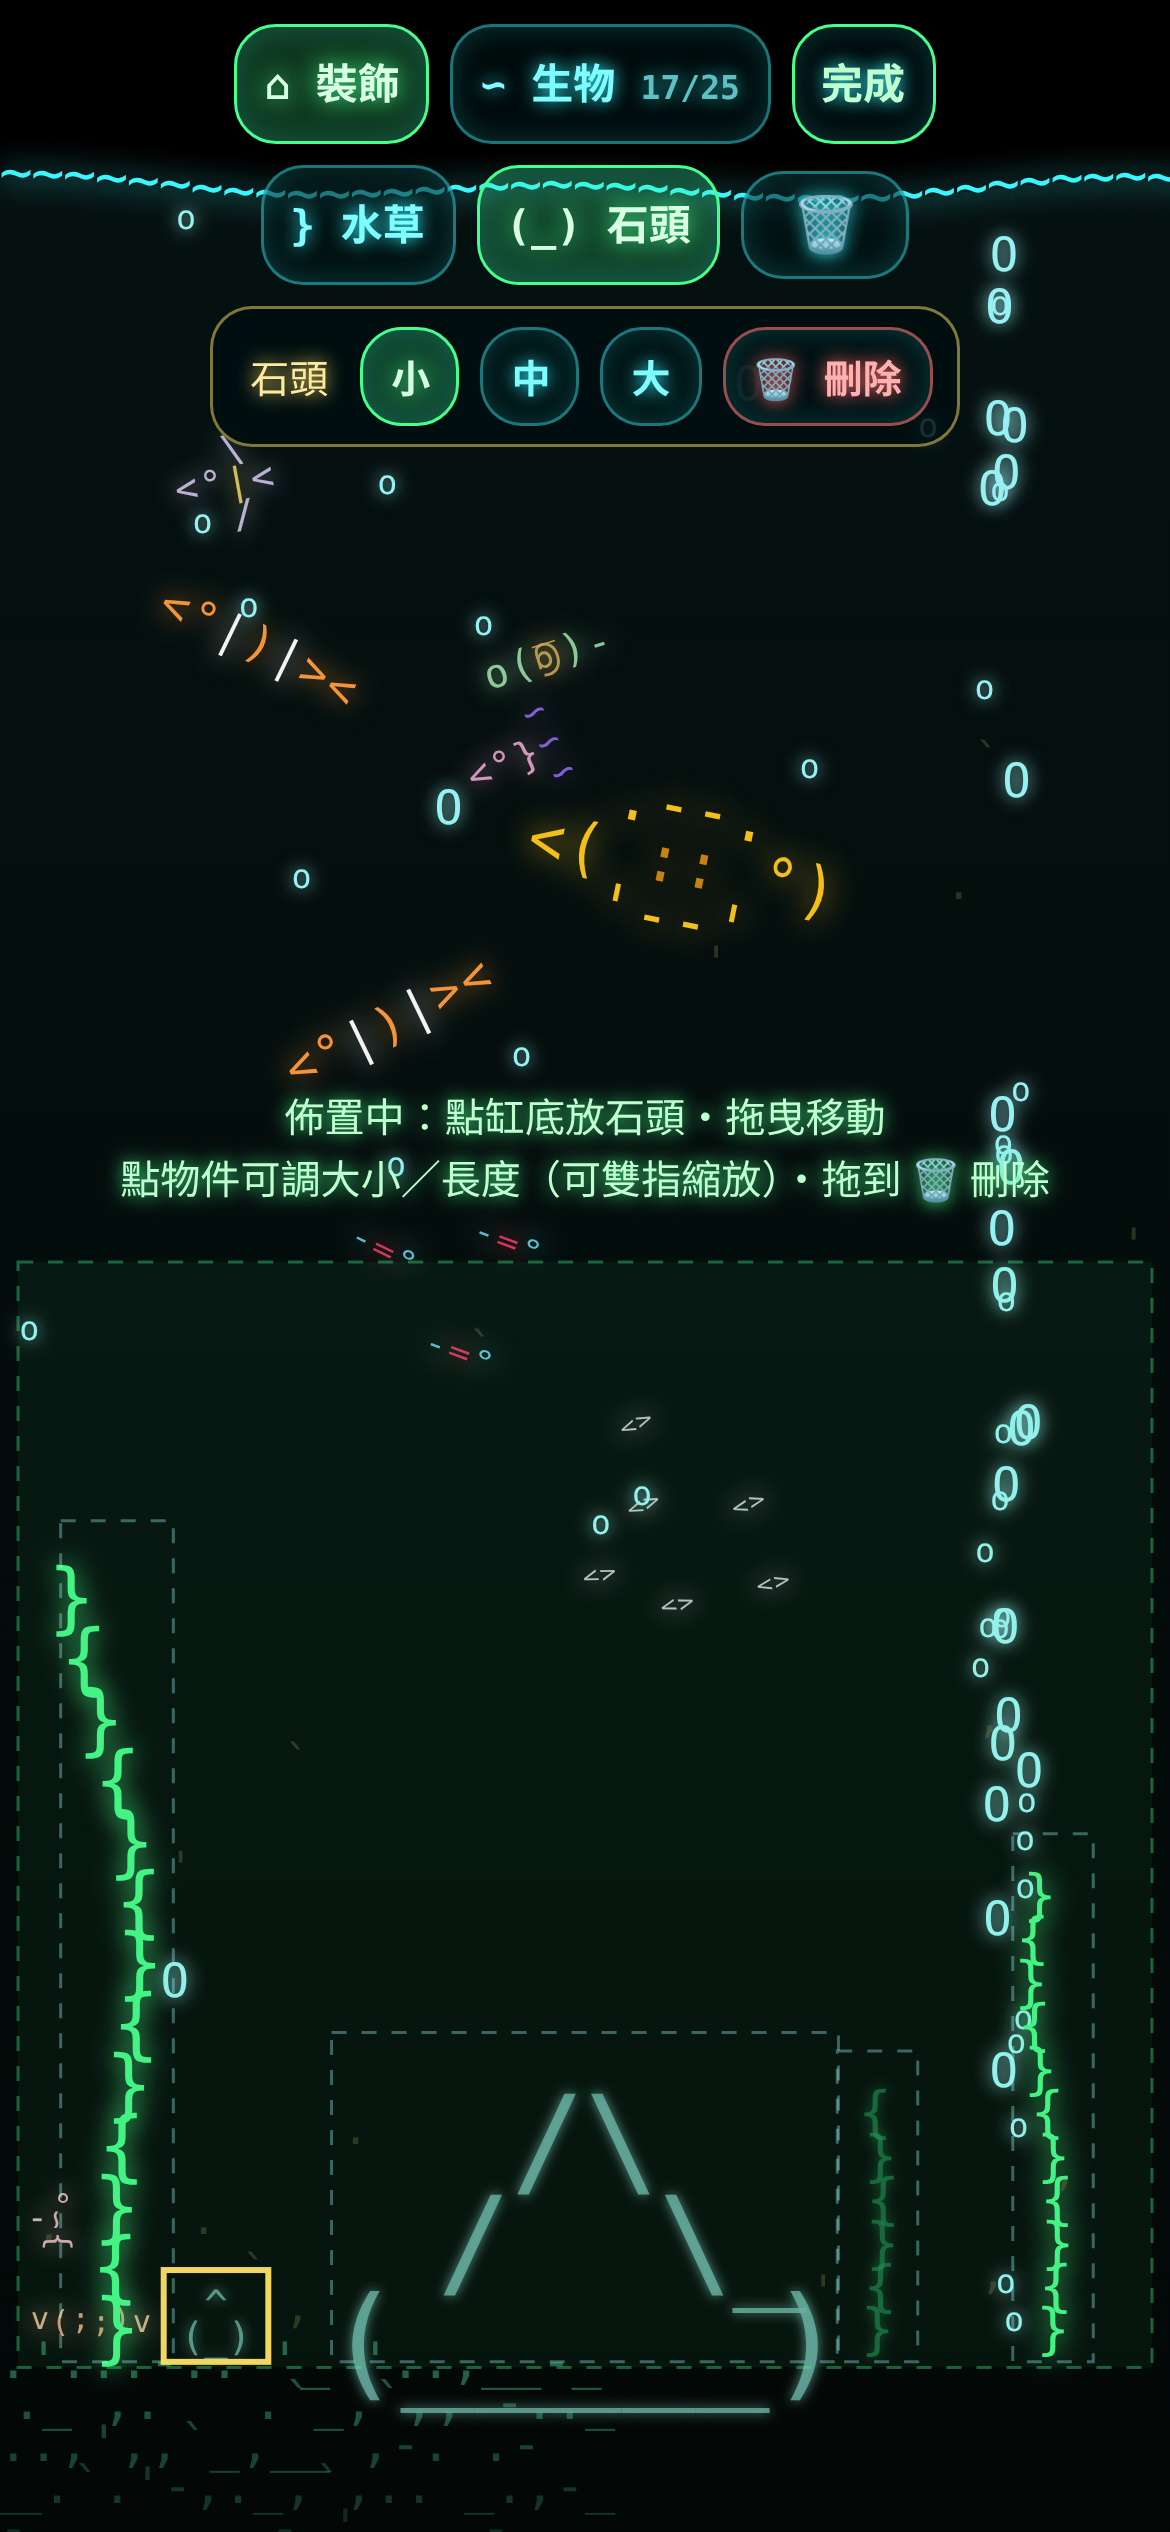 ⌂ 裝飾 ∽ 生物 17/25 完成
} 水草 (_) 石頭 🗑️
石頭 小 中 大 🗑️ 刪除
佈置中：點缸底放石頭・拖曳移動
點物件可調大小／長度（可雙指縮放）・拖到 🗑️ 刪除